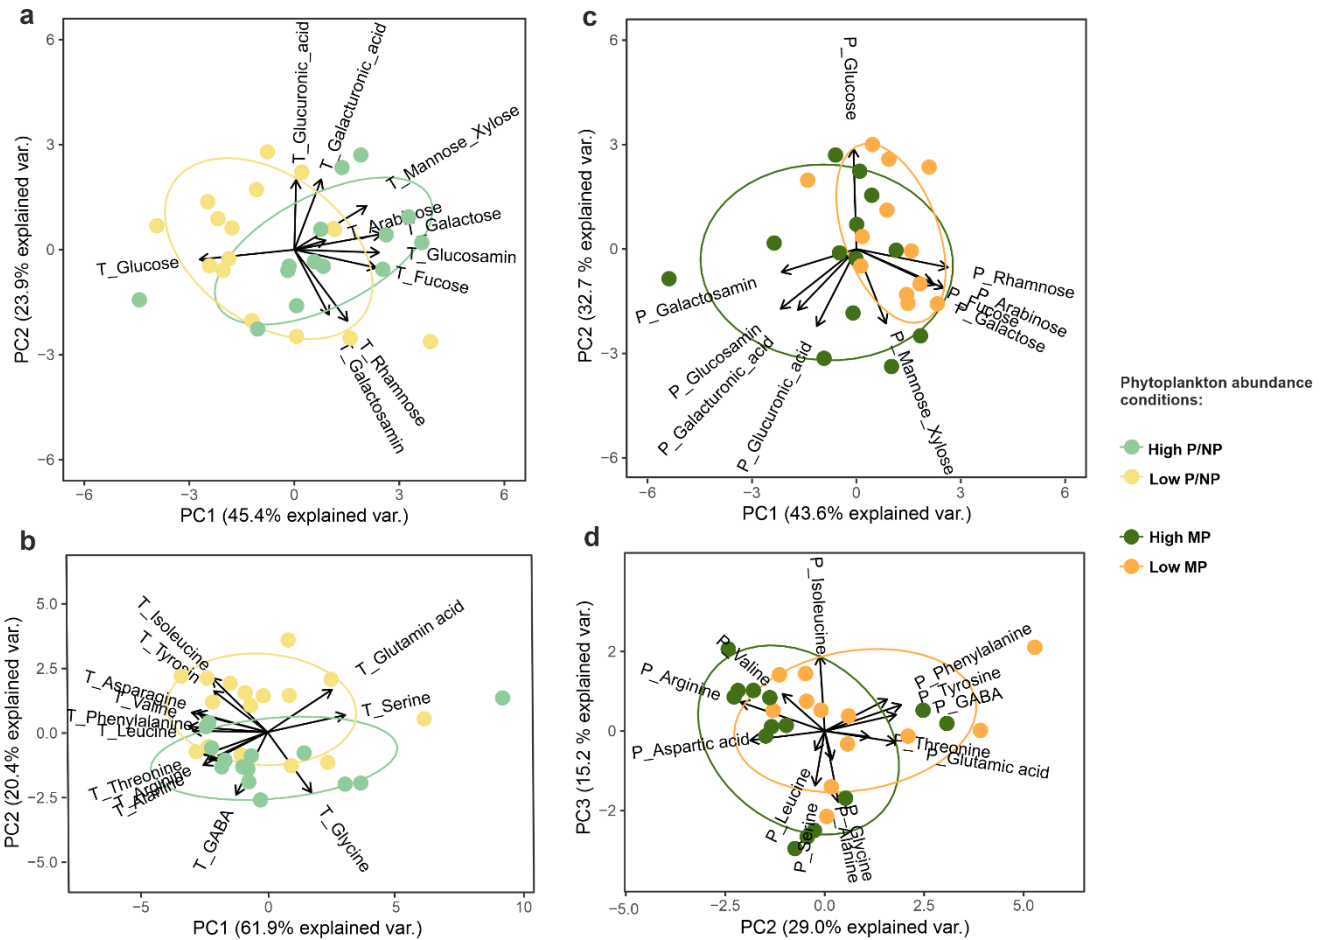 a
6
3
0
−3
−6
−6
−3
0
3
6
PC2 (23.9% explained var.)
PC1 (45.4% explained var.)
T_Glucuronic_acid
T_Galacturonic_acid
T_Mannose_Xylose
T_Arabinose
T_Galactose
T_Glucosamin
T_Fucose
T_Glucose
T_Rhamnose
T_Galactosamin
c
6
3
0
−3
−6
−6
−3
0
3
6
PC2 (32.7 % explained var.)
PC1 (43.6% explained var.)
P_Glucose
P_Rhamnose
P_Arabinose
P_Fucose
P_Galactose
P_Galactosamin
P_Glucosamin
P_Galacturonic_acid
P_Glucuronic_acid
P_Mannose_Xylose
Phytoplankton abundance
conditions:
High P/NP
Low P/NP
High MP
Low MP
b
5.0
2.5
0.0
−2.5
−5.0
−5
0
5
10
PC2 (20.4% explained var.)
PC1 (61.9% explained var.)
T_Isoleucine
T_Tyrosin
T_Asparagine
T_Valine
T_Phenylalanine
T_Leucine
T_Threonine
T_Arginine
T_Alanine
T_GABA
T_Glycine
T_Glutamin acid
T_Serine
d
2
0
−2
−5.0
−2.5
0.0
2.5
5.0
PC3 (15.2 % explained var.)
PC2 (29.0% explained var.)
P_Isoleucine
P_Valine
P_Arginine
P_Aspartic acid
P_Phenylalanine
P_Tyrosine
P_GABA
_Threonine
P_Glutamic acid
P_Leucine
P_Serine
P_Glycine
P_Alanine